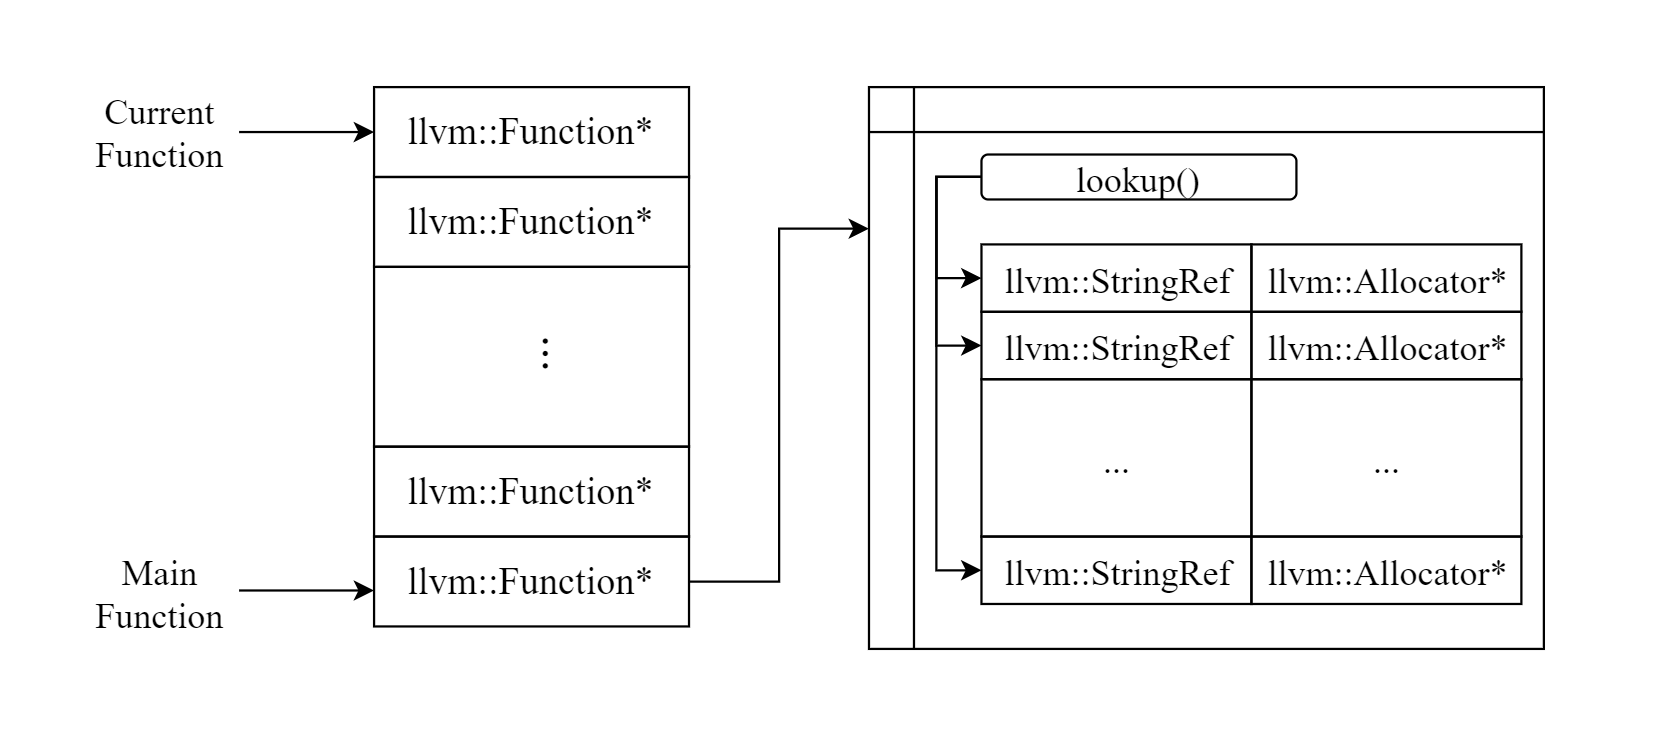 Current
Function
llvm::Function*
llvm::Function*
⋮
llvm::Function*
Main
Function
llvm::Function*
lookup()
llvm::StringRef llvm::Allocator*
llvm::StringRef llvm::Allocator*
... ...
llvm::StringRef llvm::Allocator*